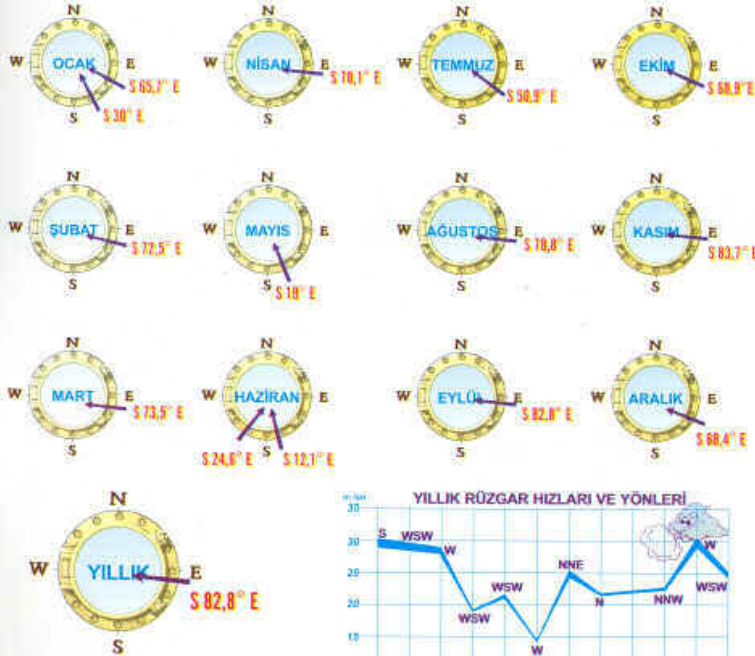 N
W OCAK E
S 65,7° E
S 30° E
S
N
W NİSAN E
S 78,1° E
S
N
W TEMMUZ E
S 50,9° E
S
N
W EKİM E
S 68,9° E
S
N
W ŞUBAT E
S 72,5° E
S
N
W MAYIS E
S 19° E
S
N
W AĞUSTOS E
S 78,8° E
S
N
W KASIM E
S 83,7° E
S
N
W MART E
S 73,5° E
S
N
W HAZİRAN E
S 24,6° E S 12,1° E
S
N
W EYLÜL E
S 82,8° E
S
N
W ARALIK E
S 68,4° E
S
N
W YILLIK E
S 82,8° E
S
YILLIK RÜZGAR HIZLARI VE YÖNLERİ
30
S WSW W
W
25
NNE
WSW
WSW
20
WSW
N
NNW
15
W